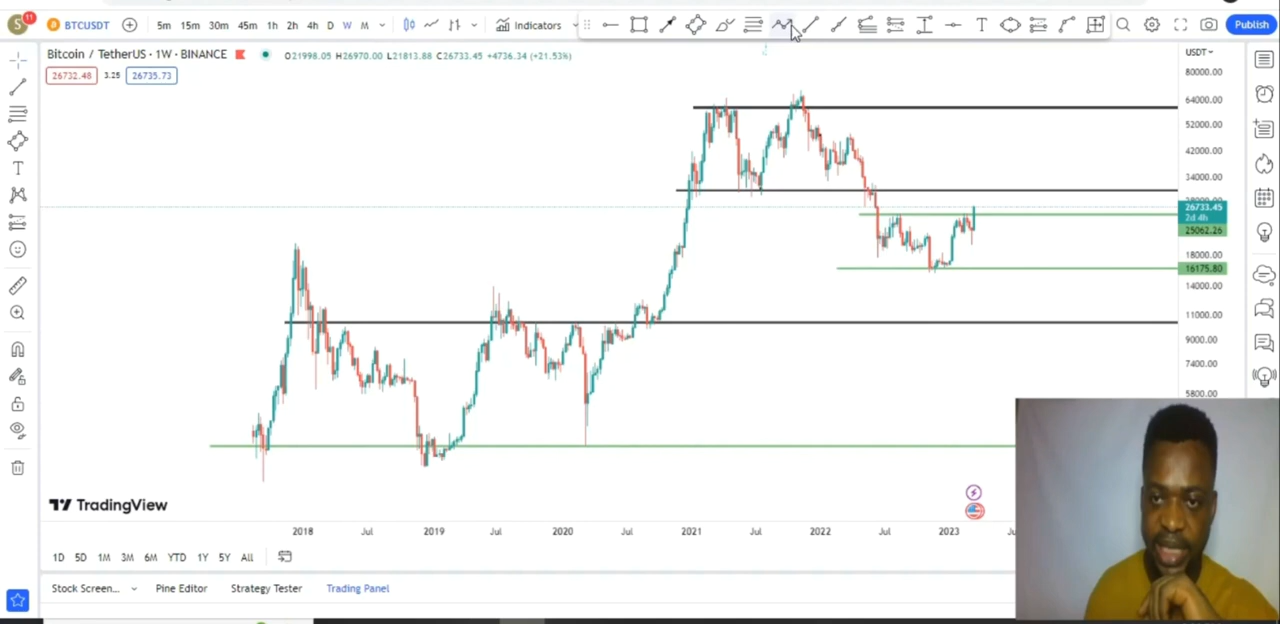 S 11 BTCUSDT 5m 15m 30m 45m 1h 2h 4h D W M Indicators T Publish
Bitcoin / TetherUS · 1W · BINANCE O21998.05 H26970.00 L21813.88 C26733.45 +4736.34 (+21.53%) USDT
26732.48 3.25 26735.73
80000.00
64000.00
52000.00
42000.00
34000.00
26733.45
2d 4h
25062.26
18000.00
16175.80
14000.00
11000.00
9000.00
7400.00
5800.00
TradingView
2018 Jul 2019 Jul 2020 Jul 2021 Jul 2022 Jul 2023
1D 5D 1M 3M 6M YTD 1Y 5Y All
Stock Screen... Pine Editor Strategy Tester Trading Panel